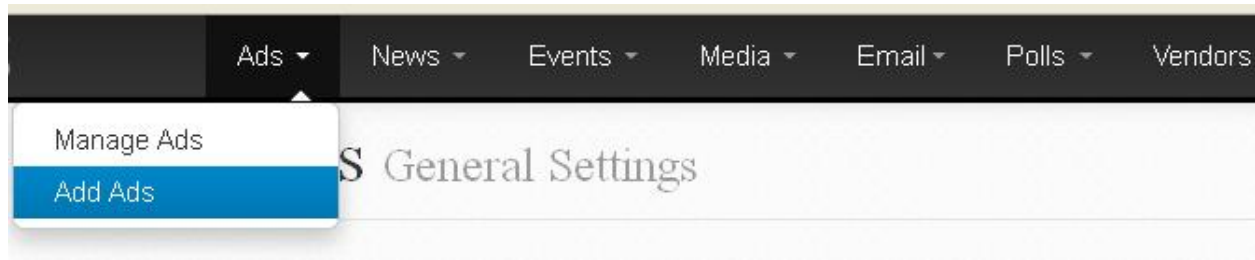 Ads News Events Media Email Polls Vendors
Manage Ads
S General Settings
Add Ads